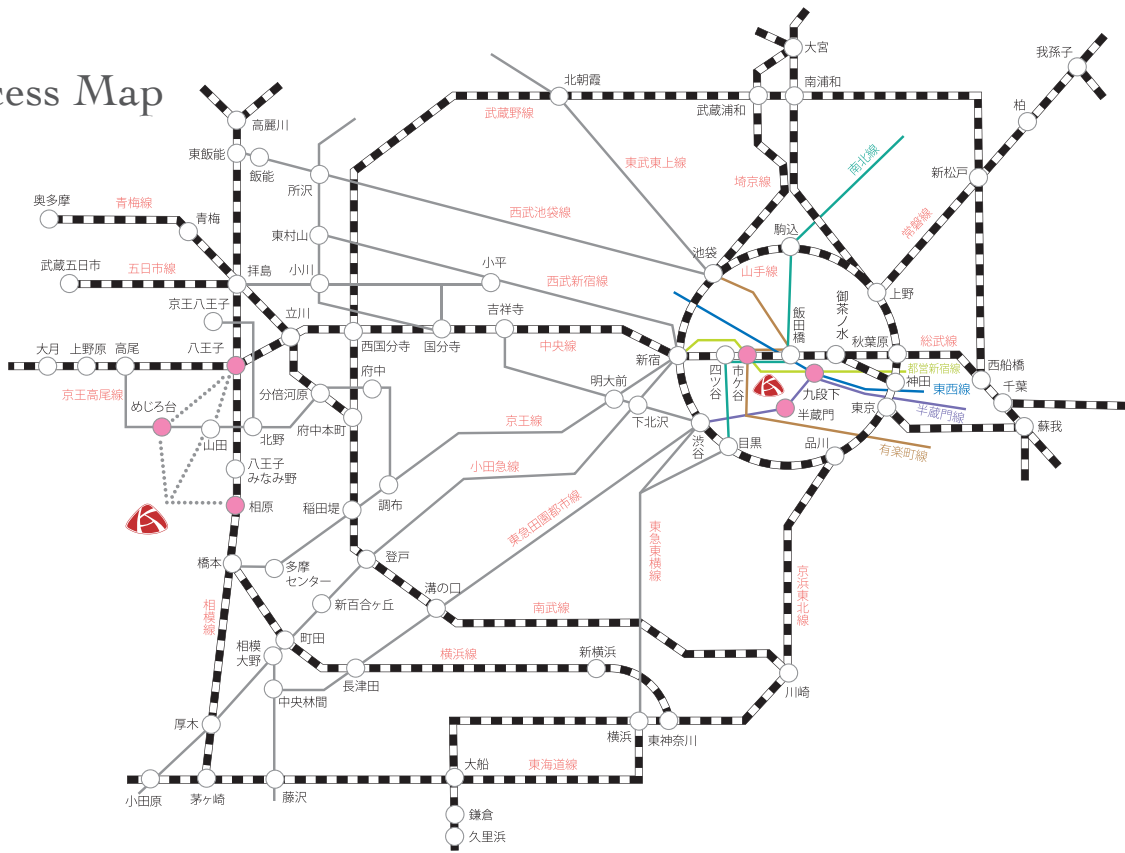 cess Map
大宮
我孫子
北朝霞
武蔵浦和
南浦和
柏
武蔵野線
高麗川
東飯能
飯能
所沢
東武東上線
埼京線
南北線
新松戸
奥多摩
青梅線
青梅
西武池袋線
常磐線
東村山
駒込
池袋
山手線
武蔵五日市
五日市線
拝島
小川
小平
西武新宿線
上野
京王八王子
立川
吉祥寺
飯田橋
御茶ノ水
秋葉原
総武線
大月
上野原
高尾
八王子
西国分寺
国分寺
中央線
新宿
四ツ谷
市ケ谷
都営新宿線
西船橋
京王高尾線
府中
明大前
九段下
神田
東西線
千葉
めじろ台
分倍河原
下北沢
半蔵門
東京
半蔵門線
蘇我
山田
北野
府中本町
京王線
渋谷
目黒
品川
有楽町線
八王子
みなみ野
小田急線
相原
稲田堤
調布
東急田園都市線
東急東横線
橋本
多摩
センター
登戸
京浜東北線
相模線
新百合ヶ丘
溝の口
南武線
町田
相模
大野
横浜線
新横浜
長津田
中央林間
川崎
厚木
横浜
東神奈川
大船
東海道線
小田原
茅ヶ崎
藤沢
鎌倉
久里浜